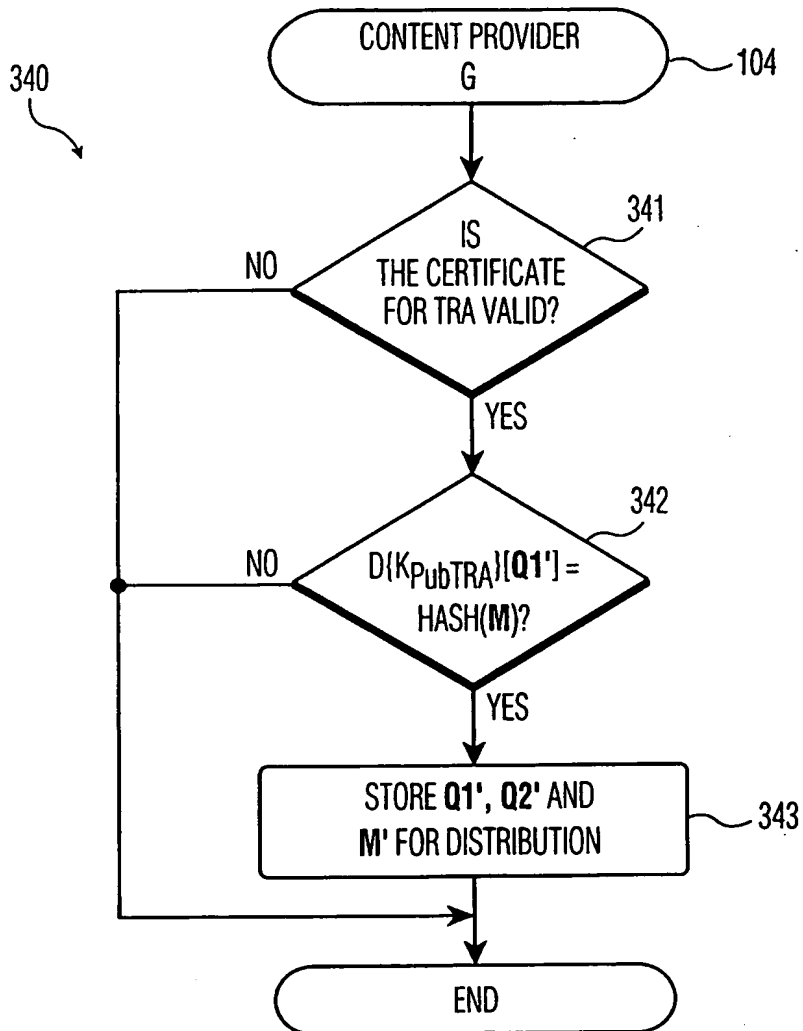 CONTENT PROVIDER
G
104
340
341
IS
THE CERTIFICATE
FOR TRA VALID?
NO
YES
342
D{KPubTRA}[Q1'] =
HASH(M)?
NO
YES
STORE Q1', Q2' AND
M' FOR DISTRIBUTION
343
END